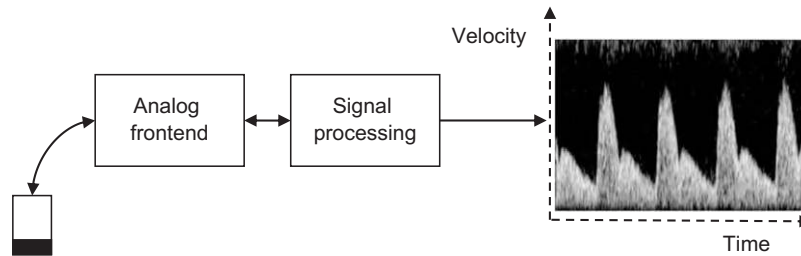 Velocity
Analog
frontend
Signal
processing
Time